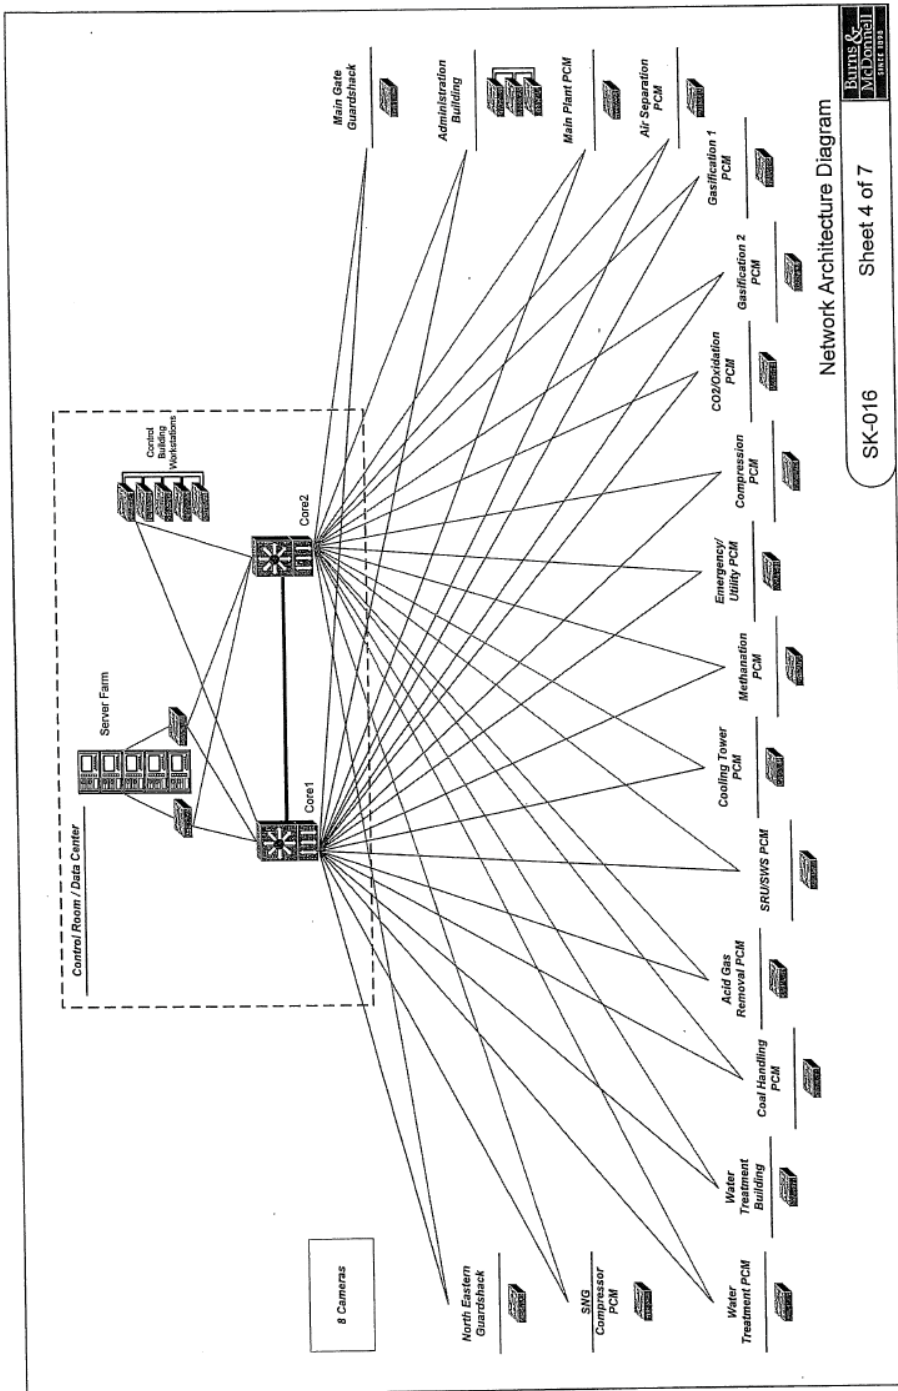 Control Room / Data Center
Server Farm
Control
Building
Workstations
Core1
Core2
8 Cameras
North Eastern
Guardshack
SNG
Compressor
PCM
Water
Treatment PCM
Water
Treatment
Building
Coal Handling
PCM
Acid Gas
Removal PCM
SRU/SWS PCM
Cooling Tower
PCM
Methanation
PCM
Emergency/
Utility PCM
Compression
PCM
CO2/Oxidation
PCM
Gasification 2
PCM
Gasification 1
PCM
Air Separation
PCM
Main Plant PCM
Administration
Building
Main Gate
Guardshack
Network Architecture Diagram
SK-016
Sheet 4 of 7
Burns &
McDonnell
SINCE 1898